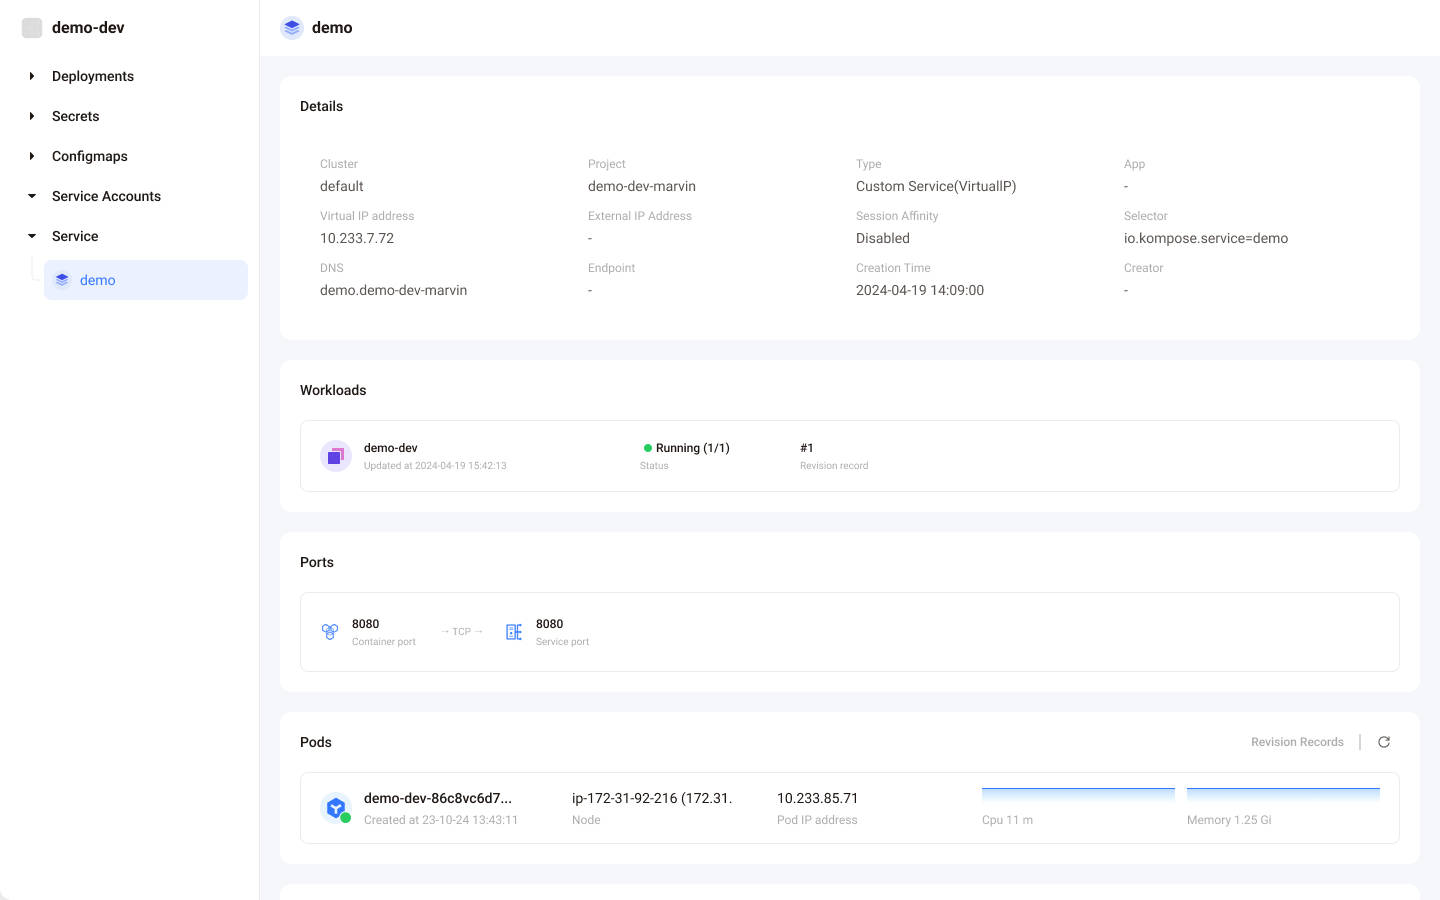 demo-dev
Deployments
Secrets
Configmaps
Service Accounts
Service
demo
demo
Details
Cluster
default
Project
demo-dev-marvin
Type
Custom Service(VirtualIP)
App
-
Virtual IP address
10.233.7.72
External IP Address
-
Session Affinity
Disabled
Selector
io.kompose.service=demo
DNS
demo.demo-dev-marvin
Endpoint
-
Creation Time
2024-04-19 14:09:00
Creator
-
Workloads
demo-dev
Updated at 2024-04-19 15:42:13
Running (1/1)
Status
#1
Revision record
Ports
8080
Container port
→ TCP →
8080
Service port
Pods
Revision Records
demo-dev-86c8vc6d7...
Created at 23-10-24 13:43:11
ip-172-31-92-216 (172.31.
Node
10.233.85.71
Pod IP address
Cpu 11 m
Memory 1.25 Gi